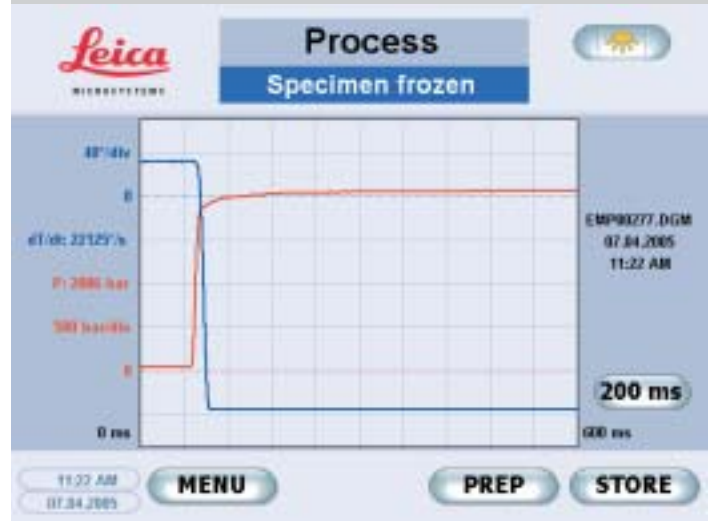 Leica
MICROSYSTEMS
Process
Specimen frozen
40°/div
0
dT/dt: 22129°/s
P: 2086 bar
500 bar/div
0
0 ms
600 ms
EMP00277.DGM
07.04.2005
11:22 AM
200 ms
11:22 AM
07.04.2005
MENU
PREP
STORE